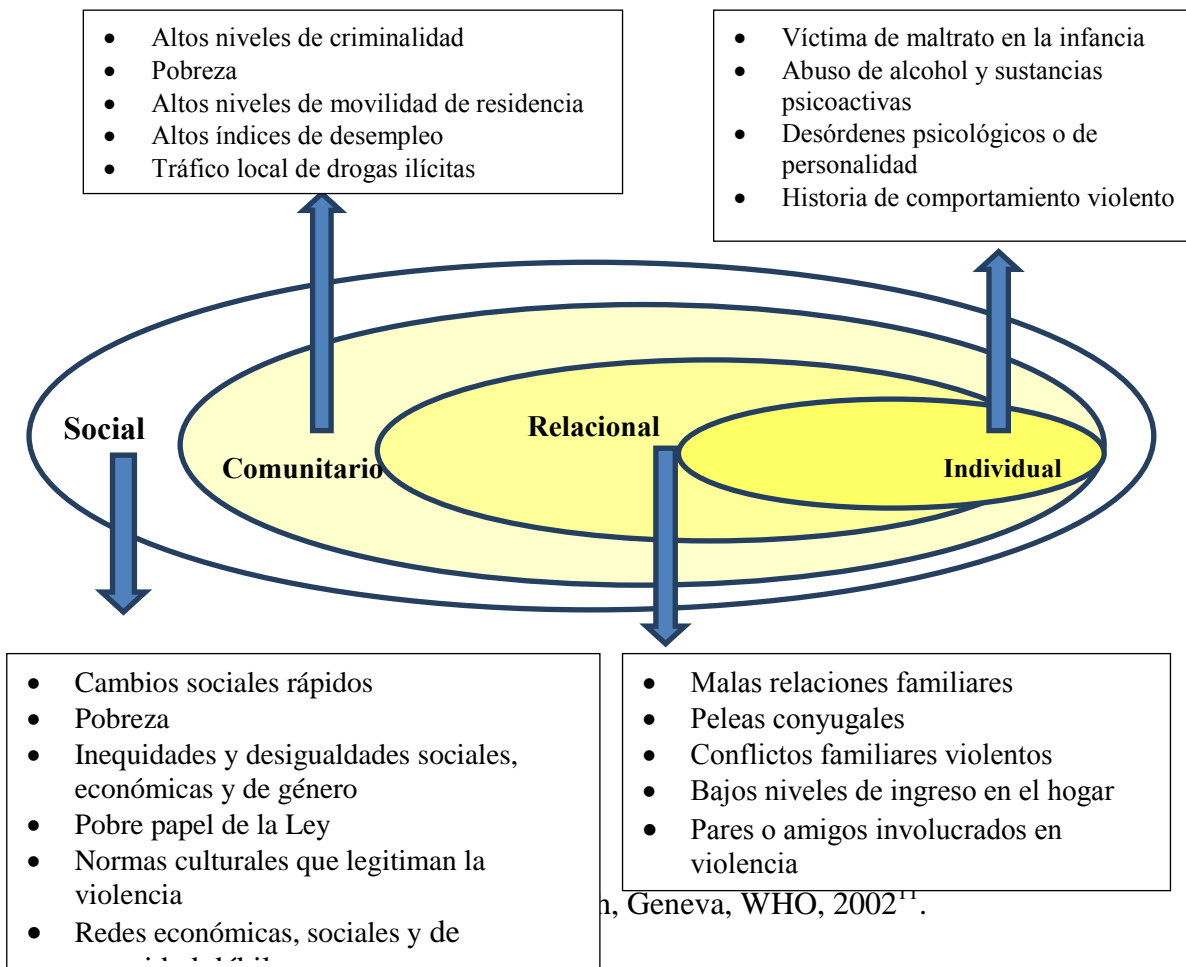 • Altos niveles de criminalidad
• Pobreza
• Altos niveles de movilidad de residencia
• Altos índices de desempleo
• Tráfico local de drogas ilícitas
• Víctima de maltrato en la infancia
• Abuso de alcohol y sustancias
psicoactivas
• Desórdenes psicológicos o de
personalidad
• Historia de comportamiento violento
Social
Comunitario
Relacional
Individual
• Cambios sociales rápidos
• Pobreza
• Inequidades y desigualdades sociales,
económicas y de género
• Pobre papel de la Ley
• Normas culturales que legitiman la
violencia
• Redes económicas, sociales y de
• Malas relaciones familiares
• Peleas conyugales
• Conflictos familiares violentos
• Bajos niveles de ingreso en el hogar
• Pares o amigos involucrados en
violencia
, Geneva, WHO, 2002¹¹.